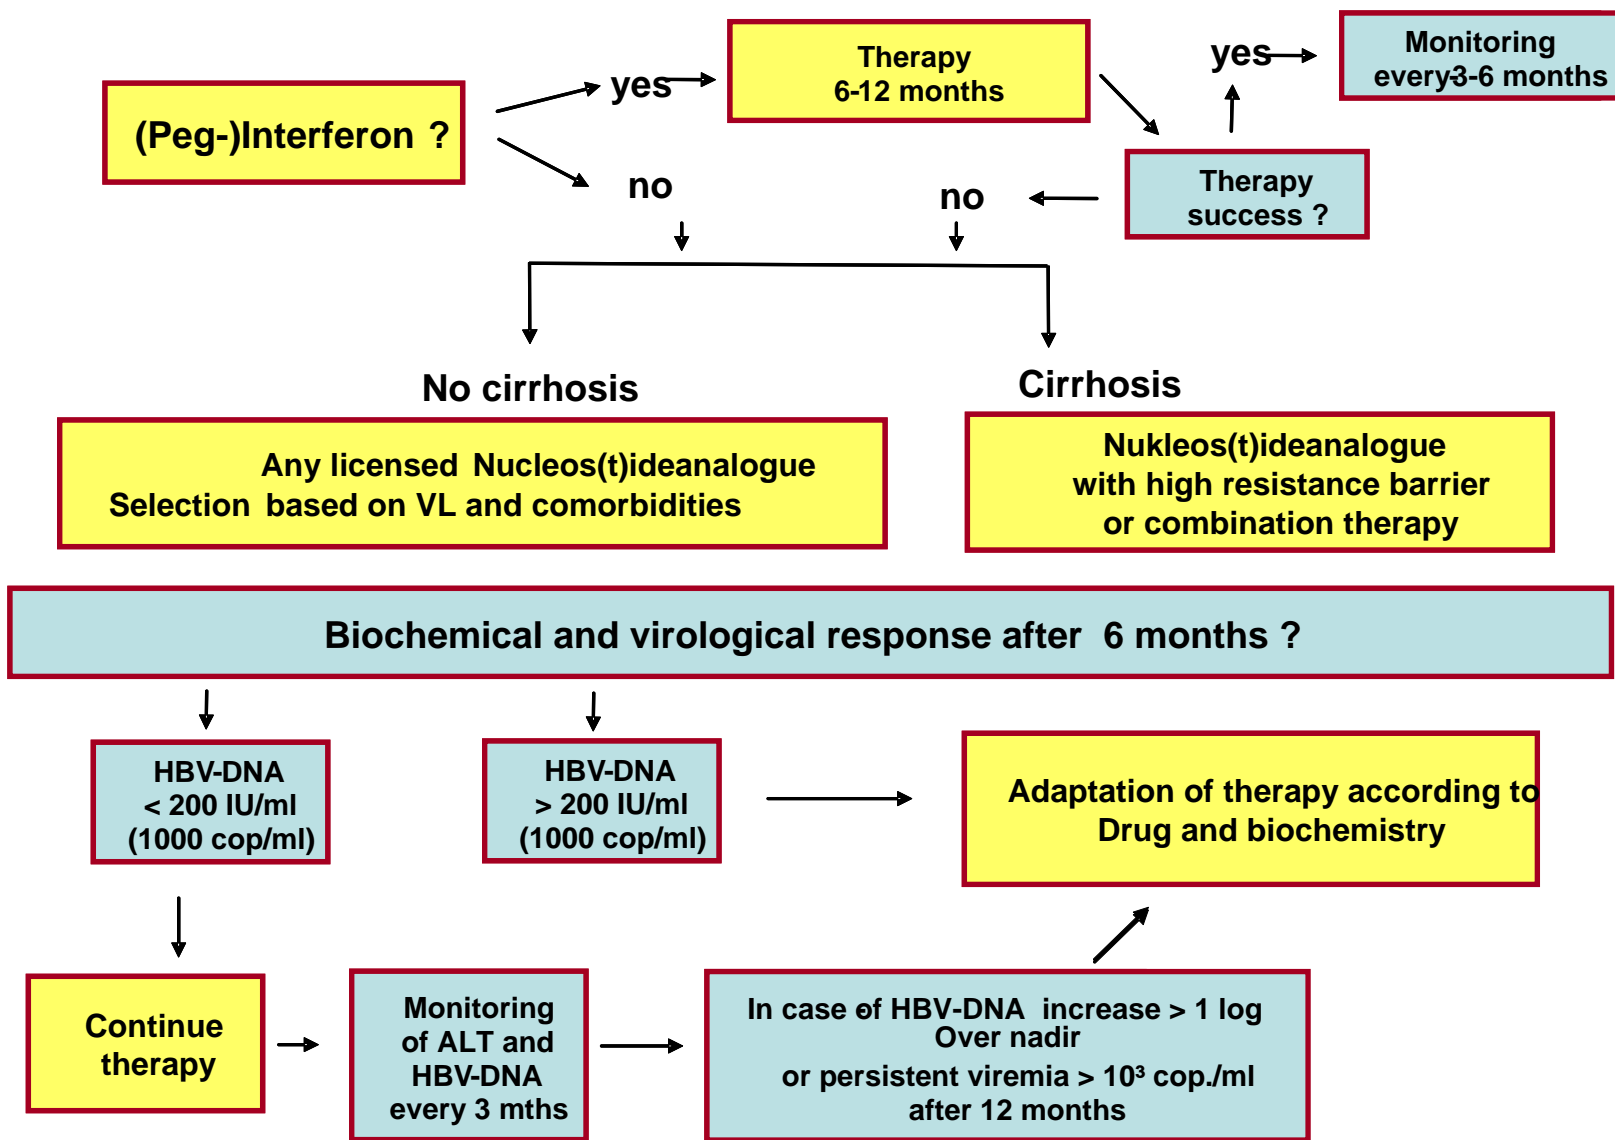 (Peg-)Interferon ?
yes
Therapy
6-12 months
yes
Monitoring
every 3-6 months
no
no
Therapy
success ?
No cirrhosis
Cirrhosis
Any licensed Nucleos(t)ideanalogue
Selection based on VL and comorbidities
Nukleos(t)ideanalogue
with high resistance barrier
or combination therapy
Biochemical and virological response after 6 months ?
HBV-DNA
< 200 IU/ml
(1000 cop/ml)
HBV-DNA
> 200 IU/ml
(1000 cop/ml)
Adaptation of therapy according to
Drug and biochemistry
Continue
therapy
Monitoring
of ALT and
HBV-DNA
every 3 mths
In case of HBV-DNA increase > 1 log
Over nadir
or persistent viremia > 10³ cop./ml
after 12 months